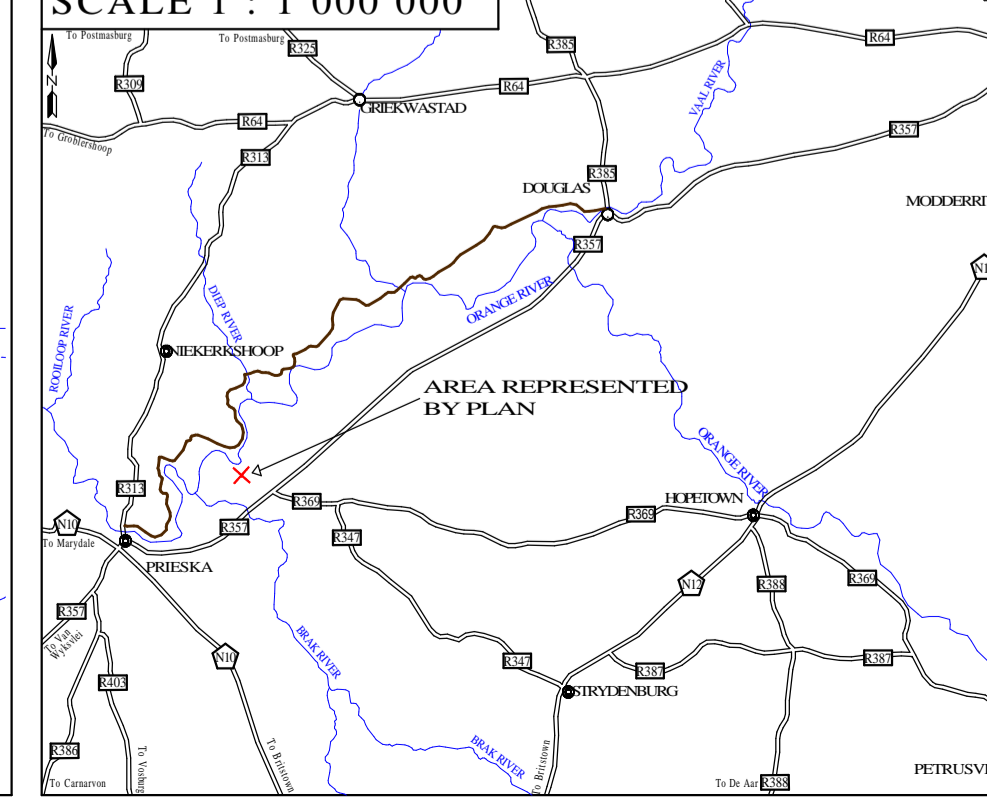 SCALE 1 : 1 000 000
To Postmasburg
To Postmasburg
R325
R385
R64
N
R309
R64
VAAL RIVER
GRIEKWASTAD
R64
To Groblershoop
R357
R313
R385
DOUGLAS
MODDERRI
R357
N1
DIEP RIVER
ORANGE RIVER
ROOILOOP RIVER
NIEKERKSHOOP
AREA REPRESENTED
BY PLAN
ORANGE RIVER
R313
R369
HOPETOWN
R369
N10
R357
To Marydale
R347
PRIESKA
N12
R388
R369
R357
To Van
Wyksvlei
BRAK RIVER
N10
R347
R387
R387
R403
STRYDENBURG
R386
To Vosburg
To Britstown
BRAK RIVER
To Britstown
PETRUSV
To Carnarvon
To De Aar
R388